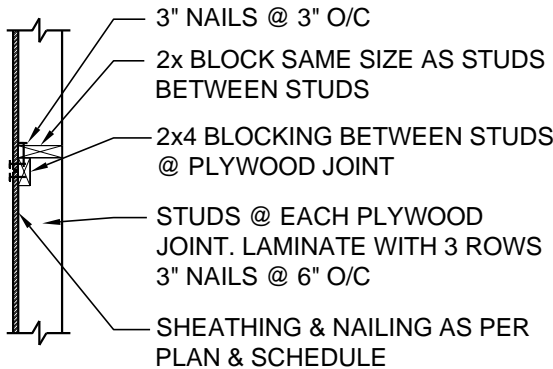 3" NAILS @ 3" O/C
2x BLOCK SAME SIZE AS STUDS
BETWEEN STUDS
2x4 BLOCKING BETWEEN STUDS
@ PLYWOOD JOINT
STUDS @ EACH PLYWOOD
JOINT. LAMINATE WITH 3 ROWS
3" NAILS @ 6" O/C
SHEATHING & NAILING AS PER
PLAN & SCHEDULE